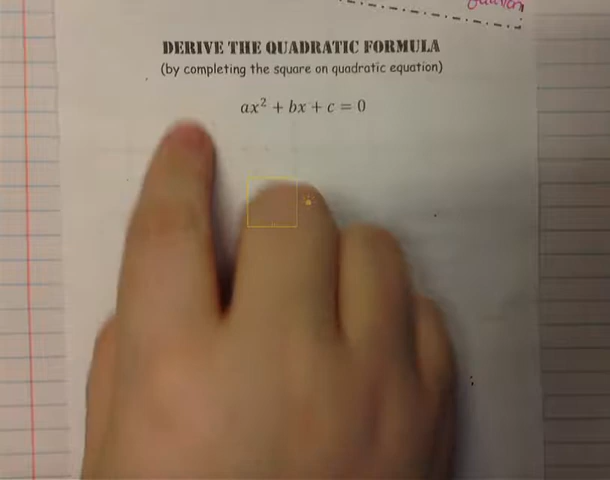 DERIVE THE QUADRATIC FORMULA
(by completing the square on quadratic equation)
ax² + bx + c = 0